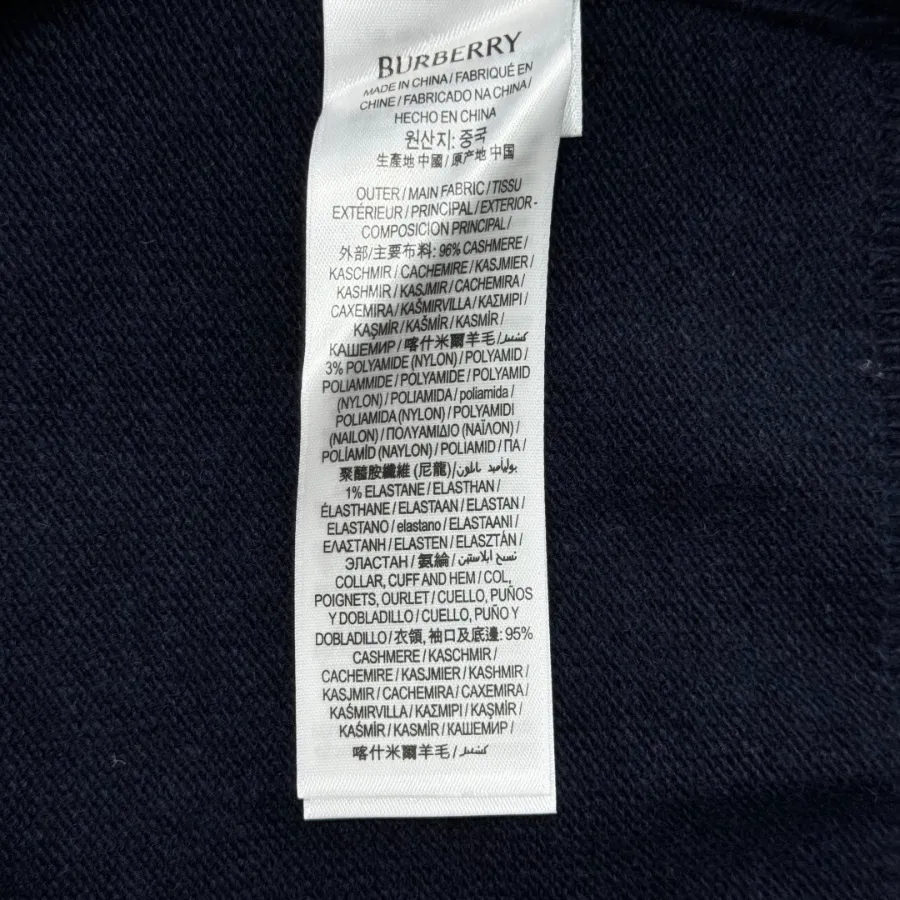 BURBERRY
MADE IN CHINA / FABRIQUÉ EN
CHINE / FABRICADO NA CHINA /
HECHO EN CHINA
원산지: 중국
生產地 中國 / 原产地 中国
OUTER / MAIN FABRIC / TISSU
EXTÉRIEUR / PRINCIPAL / EXTERIOR -
COMPOSICION PRINCIPAL /
外部/主要布料: 96% CASHMERE /
KASCHMIR / CACHEMIRE / KASJMIER /
KASHMIR / KASJMIR / CACHEMIRA /
CAXEMIRA / KAŠMIRVILLA / ΚΑΣΜΙΡΙ /
KAŞMİR / KAŠMÍR / KASMÍR /
КАШЕМИР / 喀什米爾羊毛 / كشمير /
3% POLYAMIDE (NYLON) / POLYAMID /
POLIAMMIDE / POLYAMIDE / POLYAMID
(NYLON) / POLIAMIDA / poliamida /
POLIAMIDA (NYLON) / POLYAMIDI
(NAILON) / ΠΟΛΥΑΜΙΔΙΟ (ΝΑΪΛΟΝ) /
POLİAMİD (NAYLON) / POLIAMID / ПА /
聚醯胺纖維 (尼龍)/ بولياميد نايلون /
1% ELASTANE / ELASTHAN /
ÉLASTHANE / ELASTAAN / ELASTAN /
ELASTANO / elastano / ELASTAANI /
ΕΛΑΣΤΑΝΗ / ELASTEN / ELASZTÁN /
ЭЛАСТАН / 氨綸 / نسيج ايلاستين /
COLLAR, CUFF AND HEM / COL,
POIGNETS, OURLET / CUELLO, PUÑOS
Y DOBLADILLO / CUELLO, PUÑO Y
DOBLADILLO / 衣領, 袖口及底邊: 95%
CASHMERE / KASCHMIR /
CACHEMIRE / KASJMIER / KASHMIR /
KASJMIR / CACHEMIRA / CAXEMIRA /
KAŠMIRVILLA / ΚΑΣΜΙΡΙ / KAŞMİR /
KAŠMÍR / KASMÍR / КАШЕМИР /
喀什米爾羊毛 / كشمير /